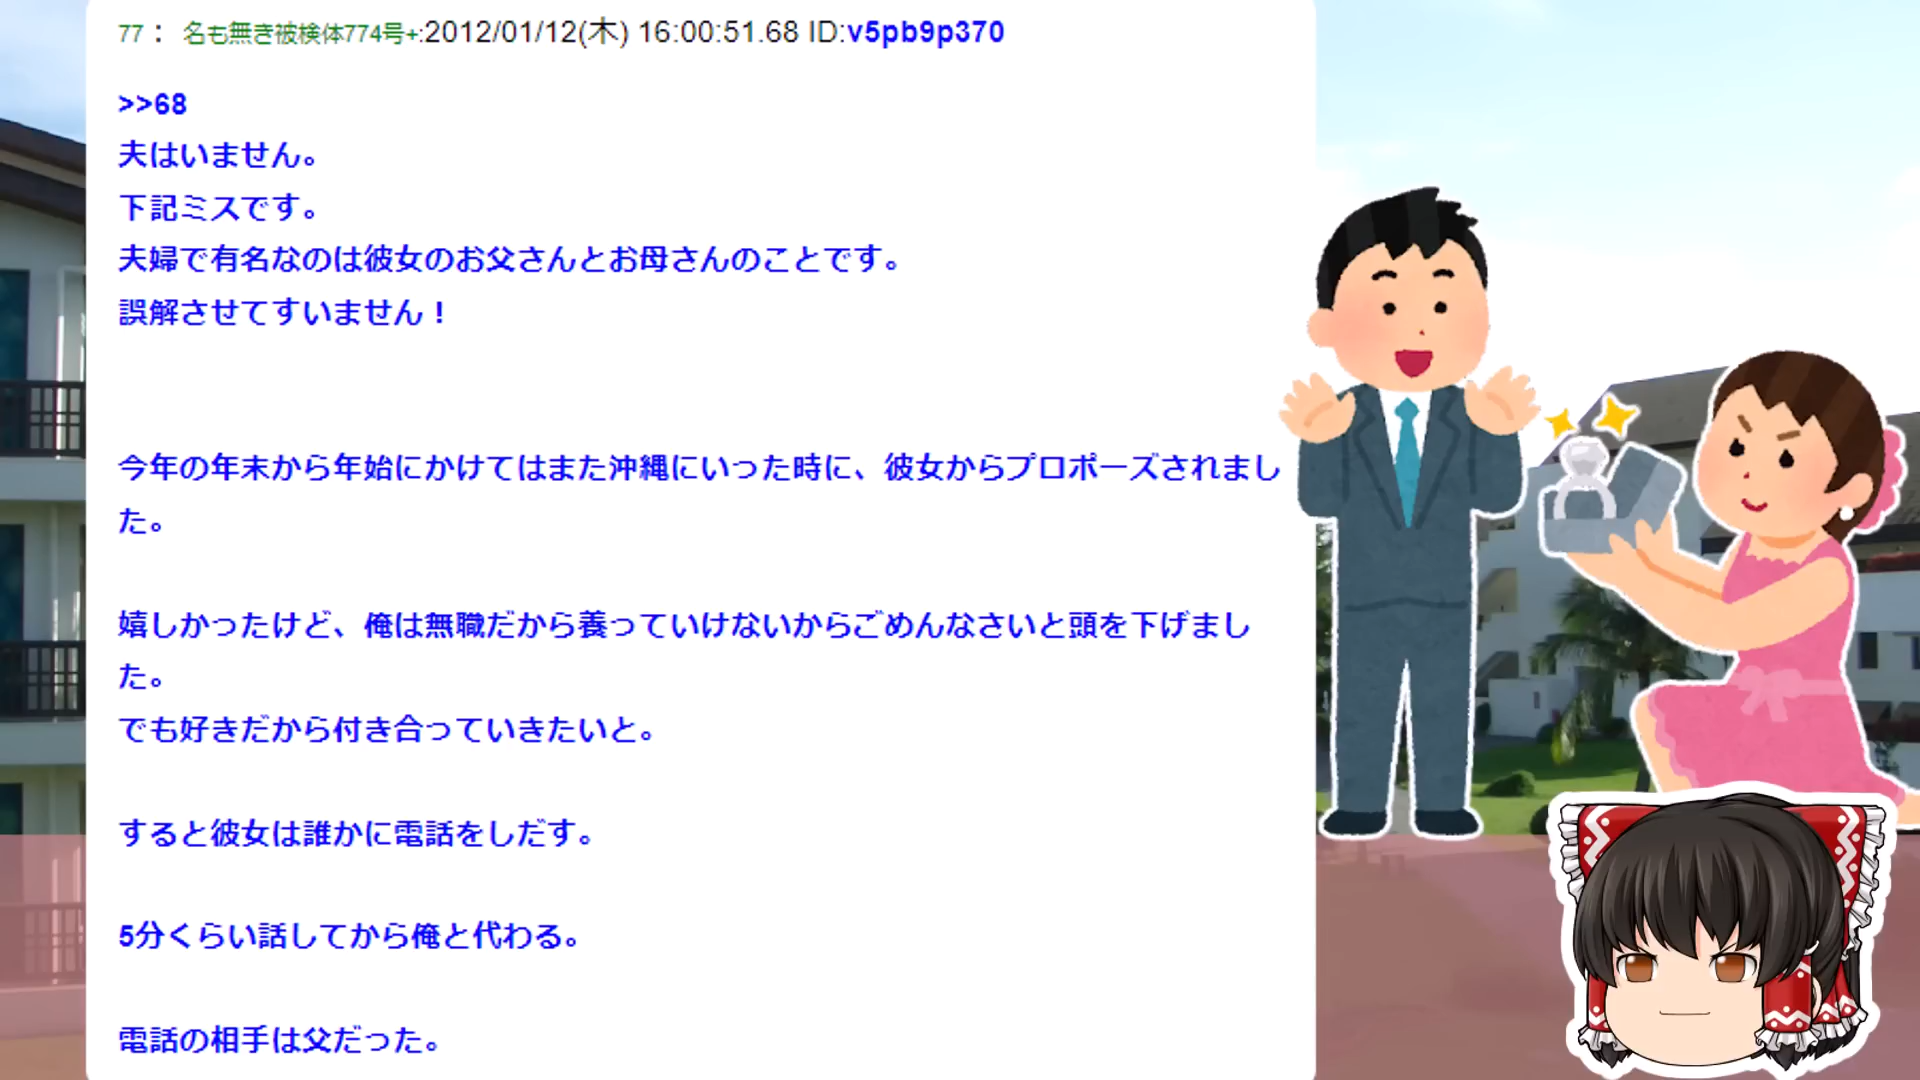 77 : 名も無き被検体774号+:2012/01/12(木) 16:00:51.68 ID:v5pb9p370
>>68
夫はいません。
下記ミスです。
夫婦で有名なのは彼女のお父さんとお母さんのことです。
誤解させてすいません!
今年の年末から年始にかけてはまた沖縄にいった時に、彼女からプロポーズされまし
た。
嬉しかったけど、俺は無職だから養っていけないからごめんなさいと頭を下げまし
た。
でも好きだから付き合っていきたいと。
すると彼女は誰かに電話をしだす。
5分くらい話してから俺と代わる。
電話の相手は父だった。